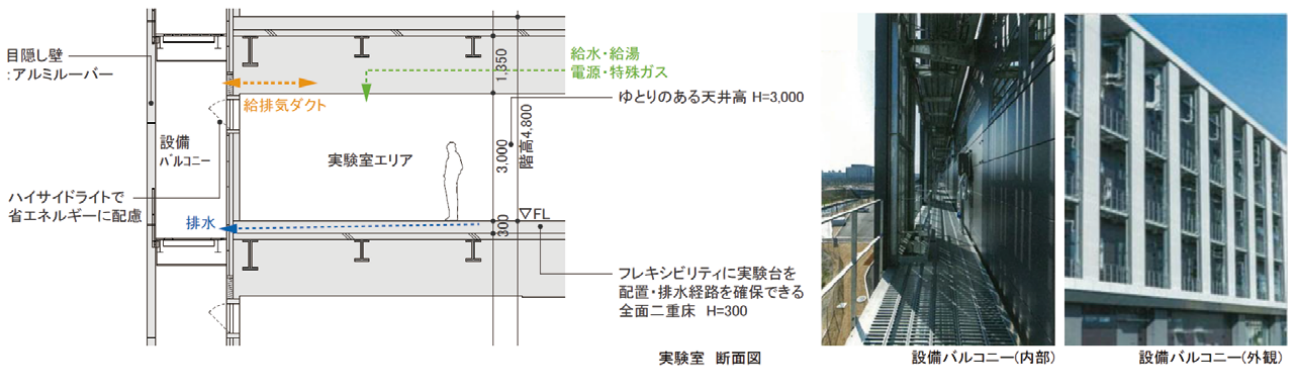 目隠し壁
:アルミルーバー
給排気ダクト
設備
バルコニー
ハイサイドライトで
省エネルギーに配慮
排水
実験室エリア
給水・給湯
電源・特殊ガス
1,350
3,000
階高4,800
300
▽FL
ゆとりのある天井高 H=3,000
フレキシビリティに実験台を
配置・排水経路を確保できる
全面二重床 H=300
実験室 断面図
設備バルコニー(内部)
設備バルコニー(外観)